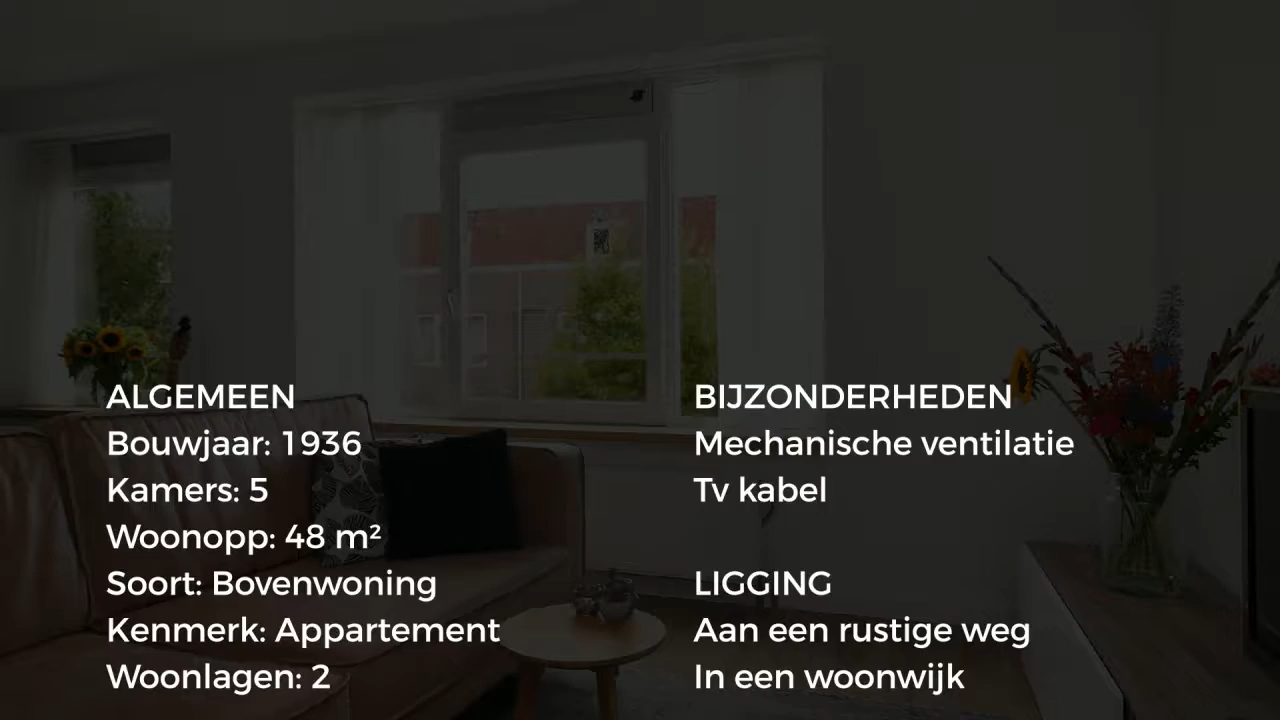 ALGEMEEN
Bouwjaar: 1936
Kamers: 5
Woonopp: 48 m²
Soort: Bovenwoning
Kenmerk: Appartement
Woonlagen: 2
BIJZONDERHEDEN
Mechanische ventilatie
Tv kabel
LIGGING
Aan een rustige weg
In een woonwijk